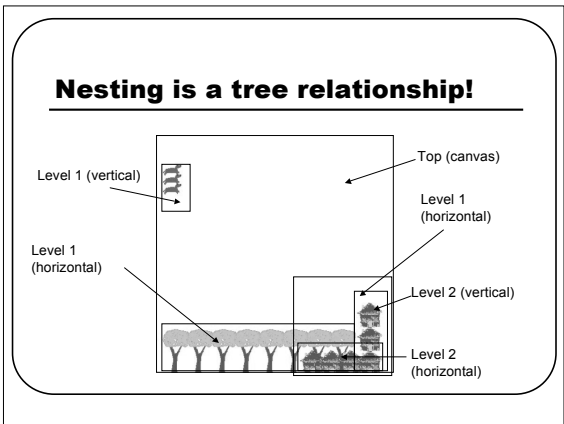 Nesting is a tree relationship!
Top (canvas)
Level 1 (vertical)
Level 1
(horizontal)
Level 1
(horizontal)
Level 2 (vertical)
Level 2
(horizontal)